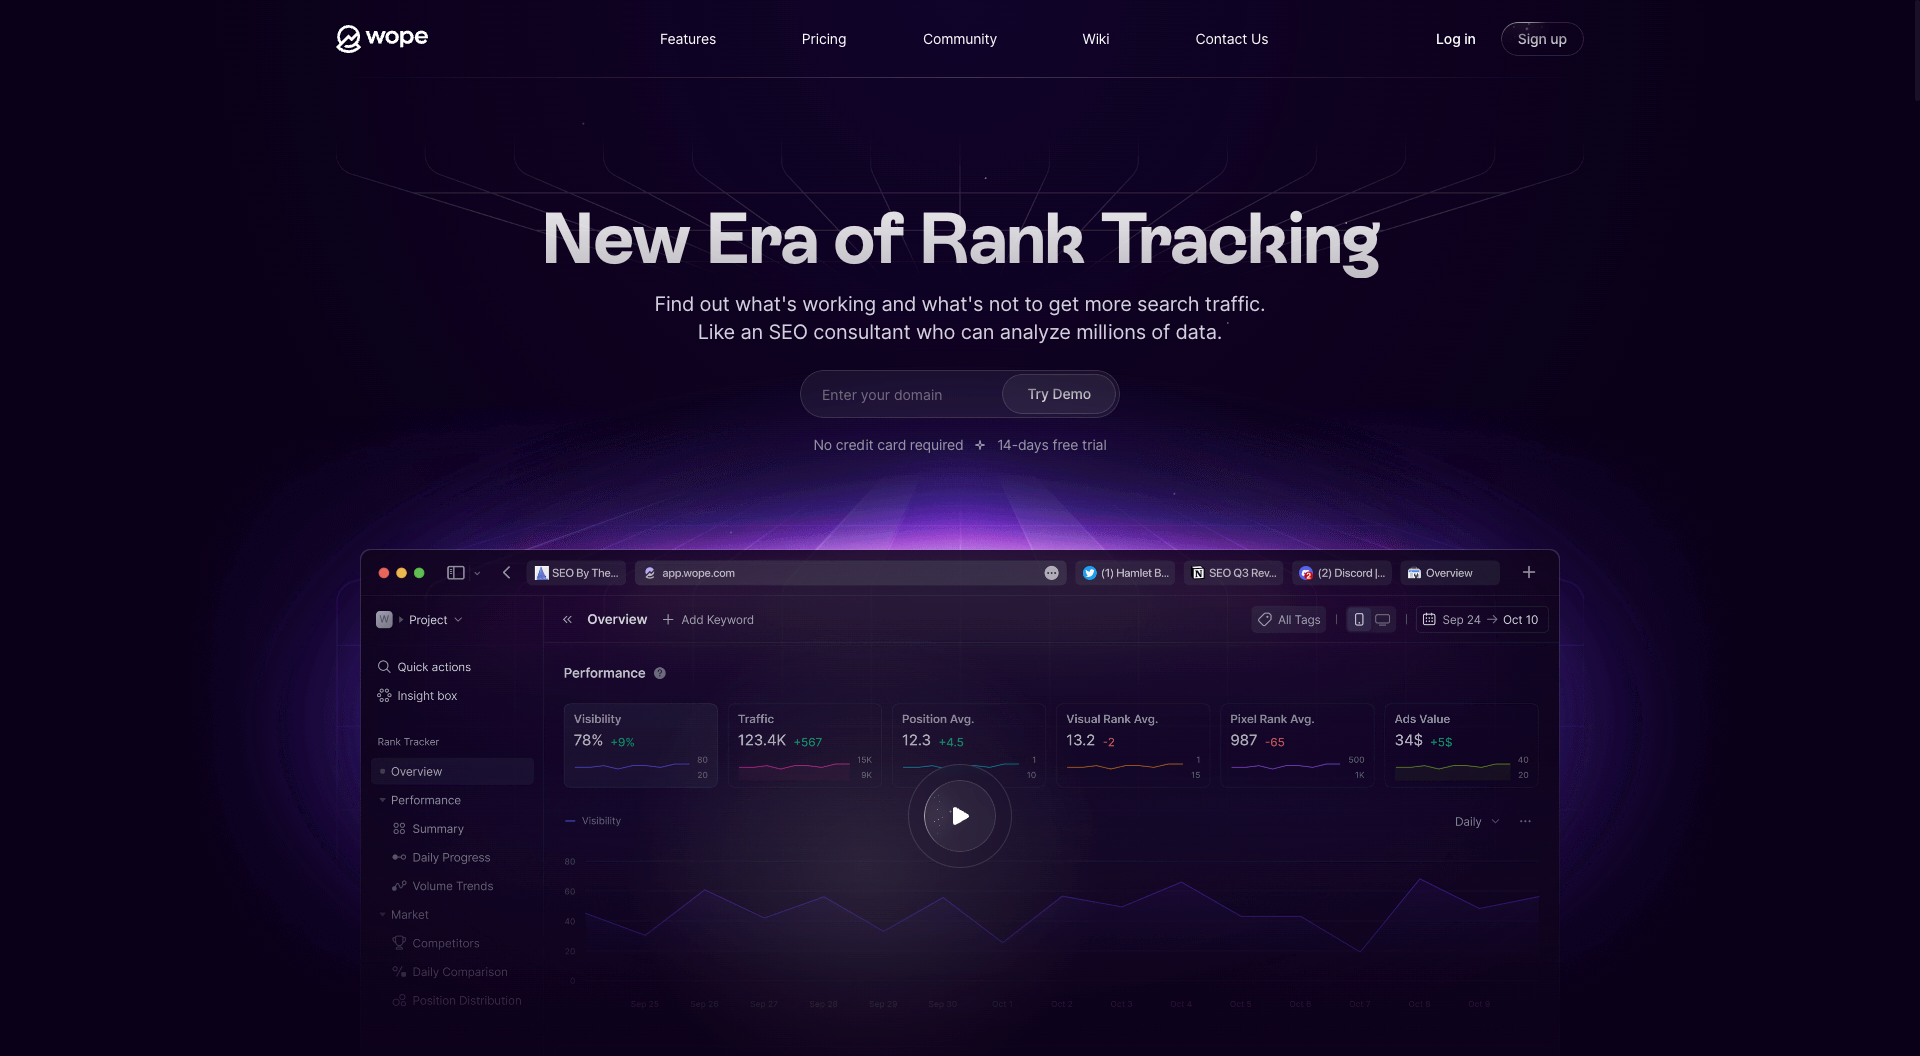 wope
Features
Pricing
Community
Wiki
Contact Us
Log in
Sign up
New Era of Rank Tracking
Find out what's working and what's not to get more search traffic.
Like an SEO consultant who can analyze millions of data.
Enter your domain
Try Demo
No credit card required
14-days free trial
SEO By The...
app.wope.com
(1) Hamlet B...
SEO Q3 Rev...
(2) Discord |...
Overview
W
Project
Overview
Add Keyword
All Tags
Sep 24
Oct 10
Quick actions
Insight box
Rank Tracker
Overview
Performance
Summary
Daily Progress
Volume Trends
Market
Competitors
Daily Comparison
Position Distribution
Performance
?
Visibility
78% +9%
80
20
Traffic
123.4K +567
15K
9K
Position Avg.
12.3 +4.5
1
10
Visual Rank Avg.
13.2 -2
1
15
Pixel Rank Avg.
987 -65
500
1K
Ads Value
34$ +5$
40
20
Visibility
Daily
80
60
40
20
0
Sep 25
Sep 26
Sep 27
Sep 28
Sep 29
Sep 30
Oct 1
Oct 2
Oct 3
Oct 4
Oct 5
Oct 6
Oct 7
Oct 8
Oct 9